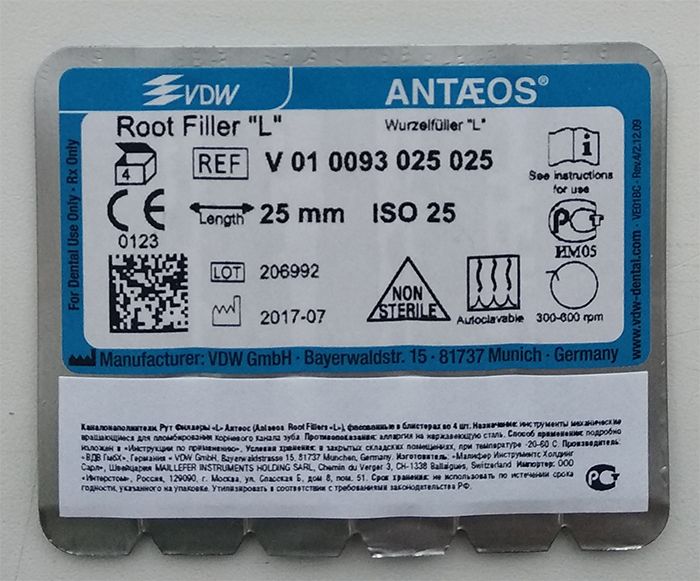 VDW
ANTÆOS®
Root Filler "L"
Wurzelfüller "L"
4
REF V 01 0093 025 025
See instructions
for use
CE
0123
Length 25 mm ISO 25
HM05
LOT 206992
2017-07
NON
STERILE
Autoclavable
300-600 rpm
For Dental Use Only - Rx Only
www.vdw-dental.com · VE018C - Rev.4/2.12.09
Manufacturer: VDW GmbH · Bayerwaldstr. 15 · 81737 Munich · Germany
Каналонаполнители. Рут Филлеры «L» Антеос (Antaeos Root Fillers «L»), фасованные в блистерах по 4 шт. Назначение: инструменты механические
вращающиеся для пломбирования корневого канала зуба. Противопоказания: аллергия на нержавеющую сталь. Способ применения: подробно
изложен в «Инструкции по применению». Условия хранения: в закрытых складских помещениях, при температуре -20-60 С. Изготовитель:
«ВДВ ГмбХ», Германия « VDW GmbH, Bayerwaldstrasse 15, 81737 München, Germany. «Малифер Инструментс Холдинг
Сарл», Швейцария MAILLEFER INSTRUMENTS HOLDING SARL, Chemin du Verger 3, CH-1338 Ballaigues, Switzerland Импортер: ООО
«Интерстом», Россия, 129090, г. Москва, ул. Спасская Б, дом 8, пом. 51. Срок хранения: не использовать по истечении срока
годности, указанного на упаковке. Утилизировать в соответствии с требованиями законодательства РФ.